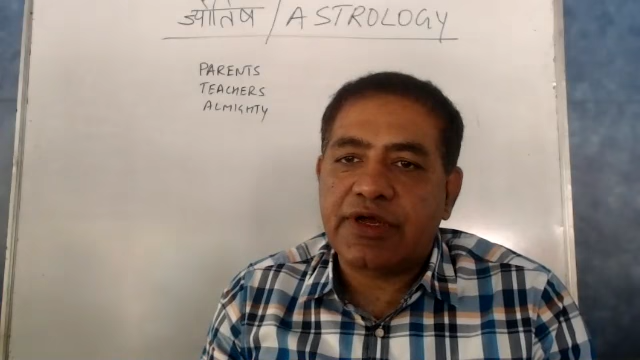 ज्योतिष / ASTROLOGY
PARENTS
TEACHERS
ALMIGHTY